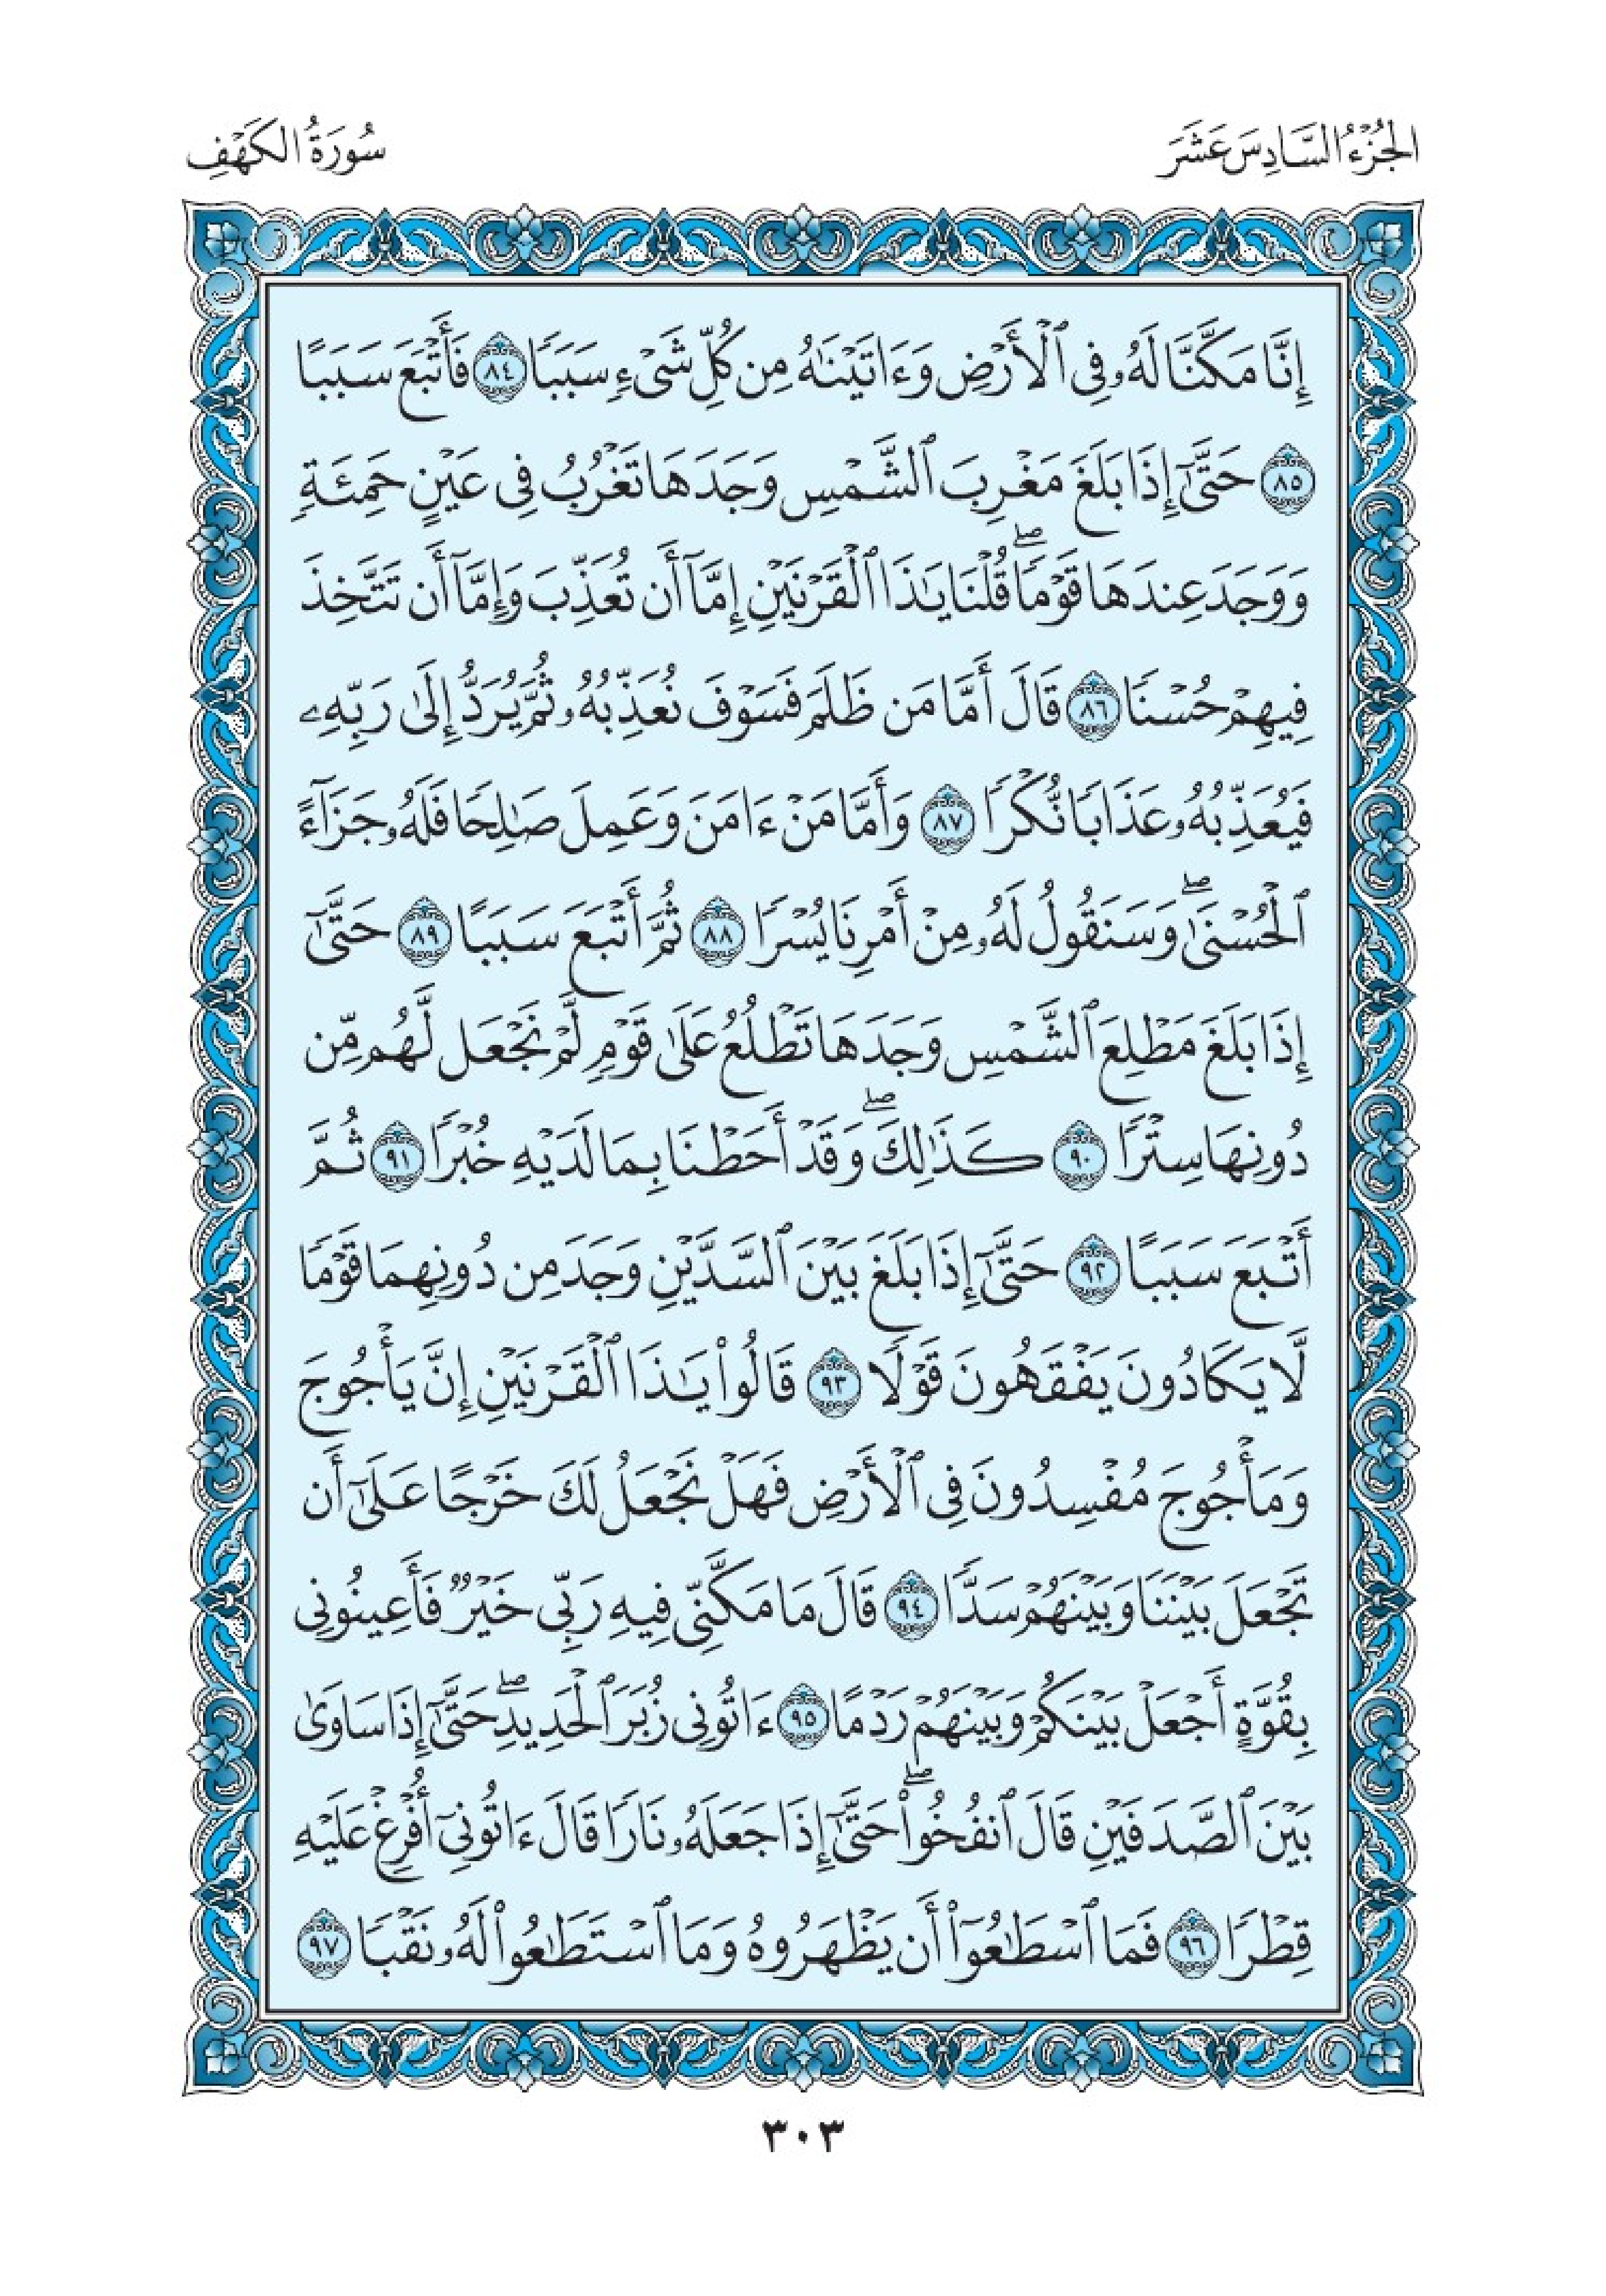 الجُزْءُ السَّادِسَ عَشَرَ
سُورَةُ الكَهْفِ
إِنَّا مَكَّنَّا لَهُۥ فِي ٱلْأَرْضِ وَءَاتَيْنَٰهُ مِن كُلِّ شَىْءٍ سَبَبًا ٨٤ فَأَتْبَعَ سَبَبًا
٨٥ حَتَّىٰٓ إِذَا بَلَغَ مَغْرِبَ ٱلشَّمْسِ وَجَدَهَا تَغْرُبُ فِى عَيْنٍ حَمِئَةٍ
وَوَجَدَ عِندَهَا قَوْمًا ۖ قُلْنَا يَٰذَا ٱلْقَرْنَيْنِ إِمَّآ أَن تُعَذِّبَ وَإِمَّآ أَن تَتَّخِذَ
فِيهِمْ حُسْنًا ٨٦ قَالَ أَمَّا مَن ظَلَمَ فَسَوْفَ نُعَذِّبُهُۥ ثُمَّ يُرَدُّ إِلَىٰ رَبِّهِۦ
فَيُعَذِّبُهُۥ عَذَابًا نُّكْرًا ٨٧ وَأَمَّا مَنْ ءَامَنَ وَعَمِلَ صَٰلِحًا فَلَهُۥ جَزَآءً
ٱلْحُسْنَىٰ ۖ وَسَنَقُولُ لَهُۥ مِنْ أَمْرِنَا يُسْرًا ٨٨ ثُمَّ أَتْبَعَ سَبَبًا ٨٩ حَتَّىٰٓ
إِذَا بَلَغَ مَطْلِعَ ٱلشَّمْسِ وَجَدَهَا تَطْلُعُ عَلَىٰ قَوْمٍ لَّمْ نَجْعَل لَّهُم مِّن
دُونِهَا سِتْرًا ٩٠ كَذَٰلِكَ ۖ وَقَدْ أَحَطْنَا بِمَا لَدَيْهِ خُبْرًا ٩١ ثُمَّ
أَتْبَعَ سَبَبًا ٩٢ حَتَّىٰٓ إِذَا بَلَغَ بَيْنَ ٱلسَّدَّيْنِ وَجَدَ مِن دُونِهِمَا قَوْمًا
لَّا يَكَادُونَ يَفْقَهُونَ قَوْلًا ٩٣ قَالُوا۟ يَٰذَا ٱلْقَرْنَيْنِ إِنَّ يَأْجُوجَ
وَمَأْجُوجَ مُفْسِدُونَ فِى ٱلْأَرْضِ فَهَلْ نَجْعَلُ لَكَ خَرْجًا عَلَىٰٓ أَن
تَجْعَلَ بَيْنَنَا وَبَيْنَهُمْ سَدًّا ٩٤ قَالَ مَا مَكَّنِّى فِيهِ رَبِّى خَيْرٌ فَأَعِينُونِى
بِقُوَّةٍ أَجْعَلْ بَيْنَكُمْ وَبَيْنَهُمْ رَدْمًا ٩٥ ءَاتُونِى زُبَرَ ٱلْحَدِيدِ ۖ حَتَّىٰٓ إِذَا سَاوَىٰ
بَيْنَ ٱلصَّدَفَيْنِ قَالَ ٱنفُخُوا۟ ۖ حَتَّىٰٓ إِذَا جَعَلَهُۥ نَارًا قَالَ ءَاتُونِىٓ أُفْرِغْ عَلَيْهِ
قِطْرًا ٩٦ فَمَا ٱسْطَٰعُوٓا۟ أَن يَظْهَرُوهُ وَمَا ٱسْتَطَٰعُوا۟ لَهُۥ نَقْبًا ٩٧
٣٠٣